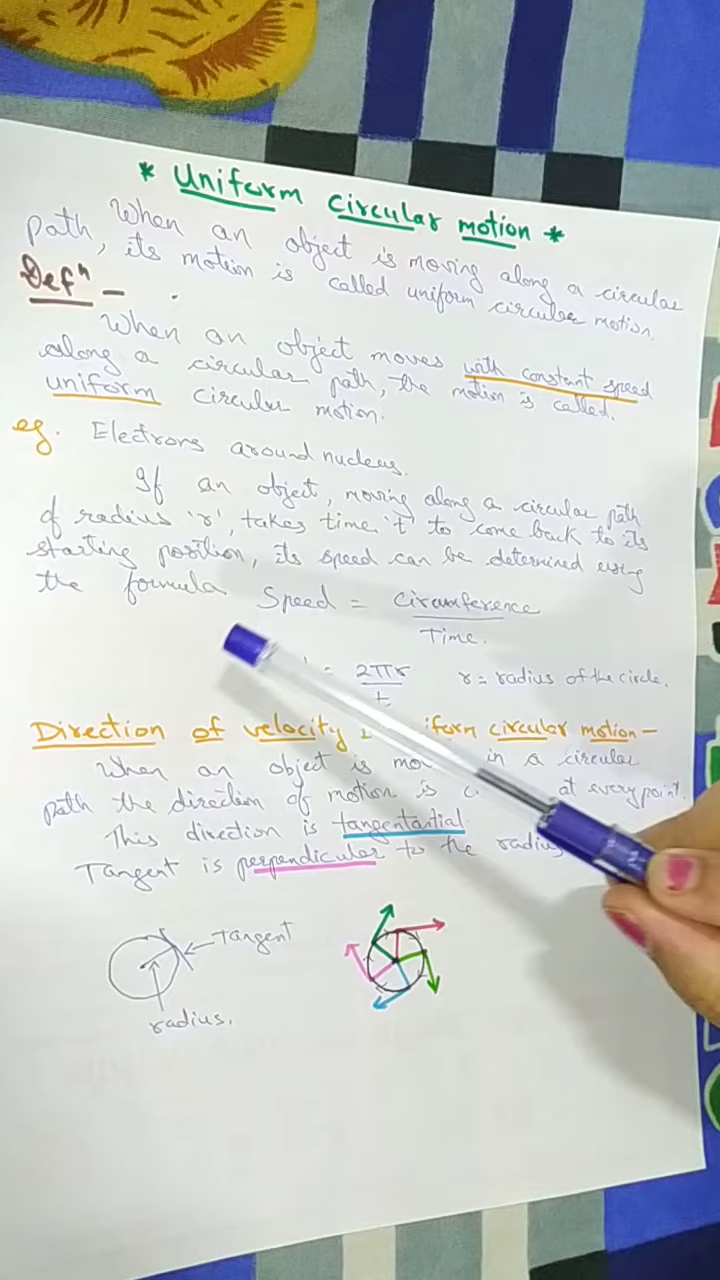 * Uniform circular motion *
When an object is moving along a circular
path, its motion is called uniform circular motion.
Defⁿ -
When an object moves with constant speed
along a circular path, the motion is called.
uniform circular motion.
eg. Electrons around nucleus.
If an object, moving along a circular path
of radius 'r', takes time 't' to come back to its
starting position, its speed can be determined using
the formula Speed = Circumference
Time.
= 2πr
t
r = radius of the circle.
Direction of velocity circular motion -
When an object is in a circular
path the direction of motion is at every point.
This direction is tangentantial
Tangent is perpendicular to the radius
Tangent
radius.